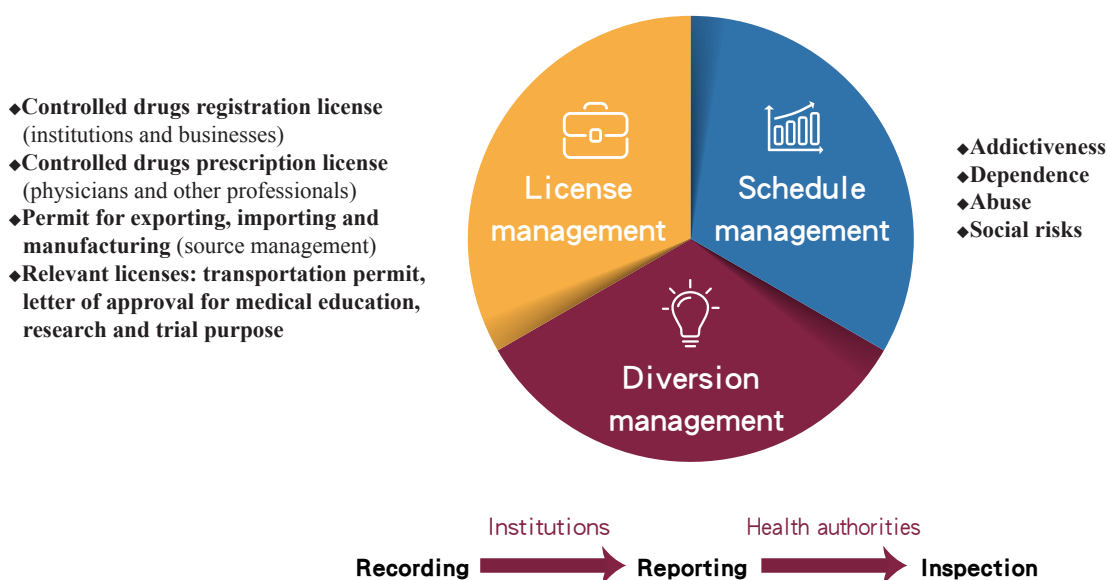 ◆Controlled drugs registration license
(institutions and businesses)
◆Controlled drugs prescription license
(physicians and other professionals)
◆Permit for exporting, importing and
manufacturing (source management)
◆Relevant licenses: transportation permit,
letter of approval for medical education,
research and trial purpose
License
management
Schedule
management
Diversion
management
◆Addictiveness
◆Dependence
◆Abuse
◆Social risks
Institutions
Health authorities
Recording
Reporting
Inspection